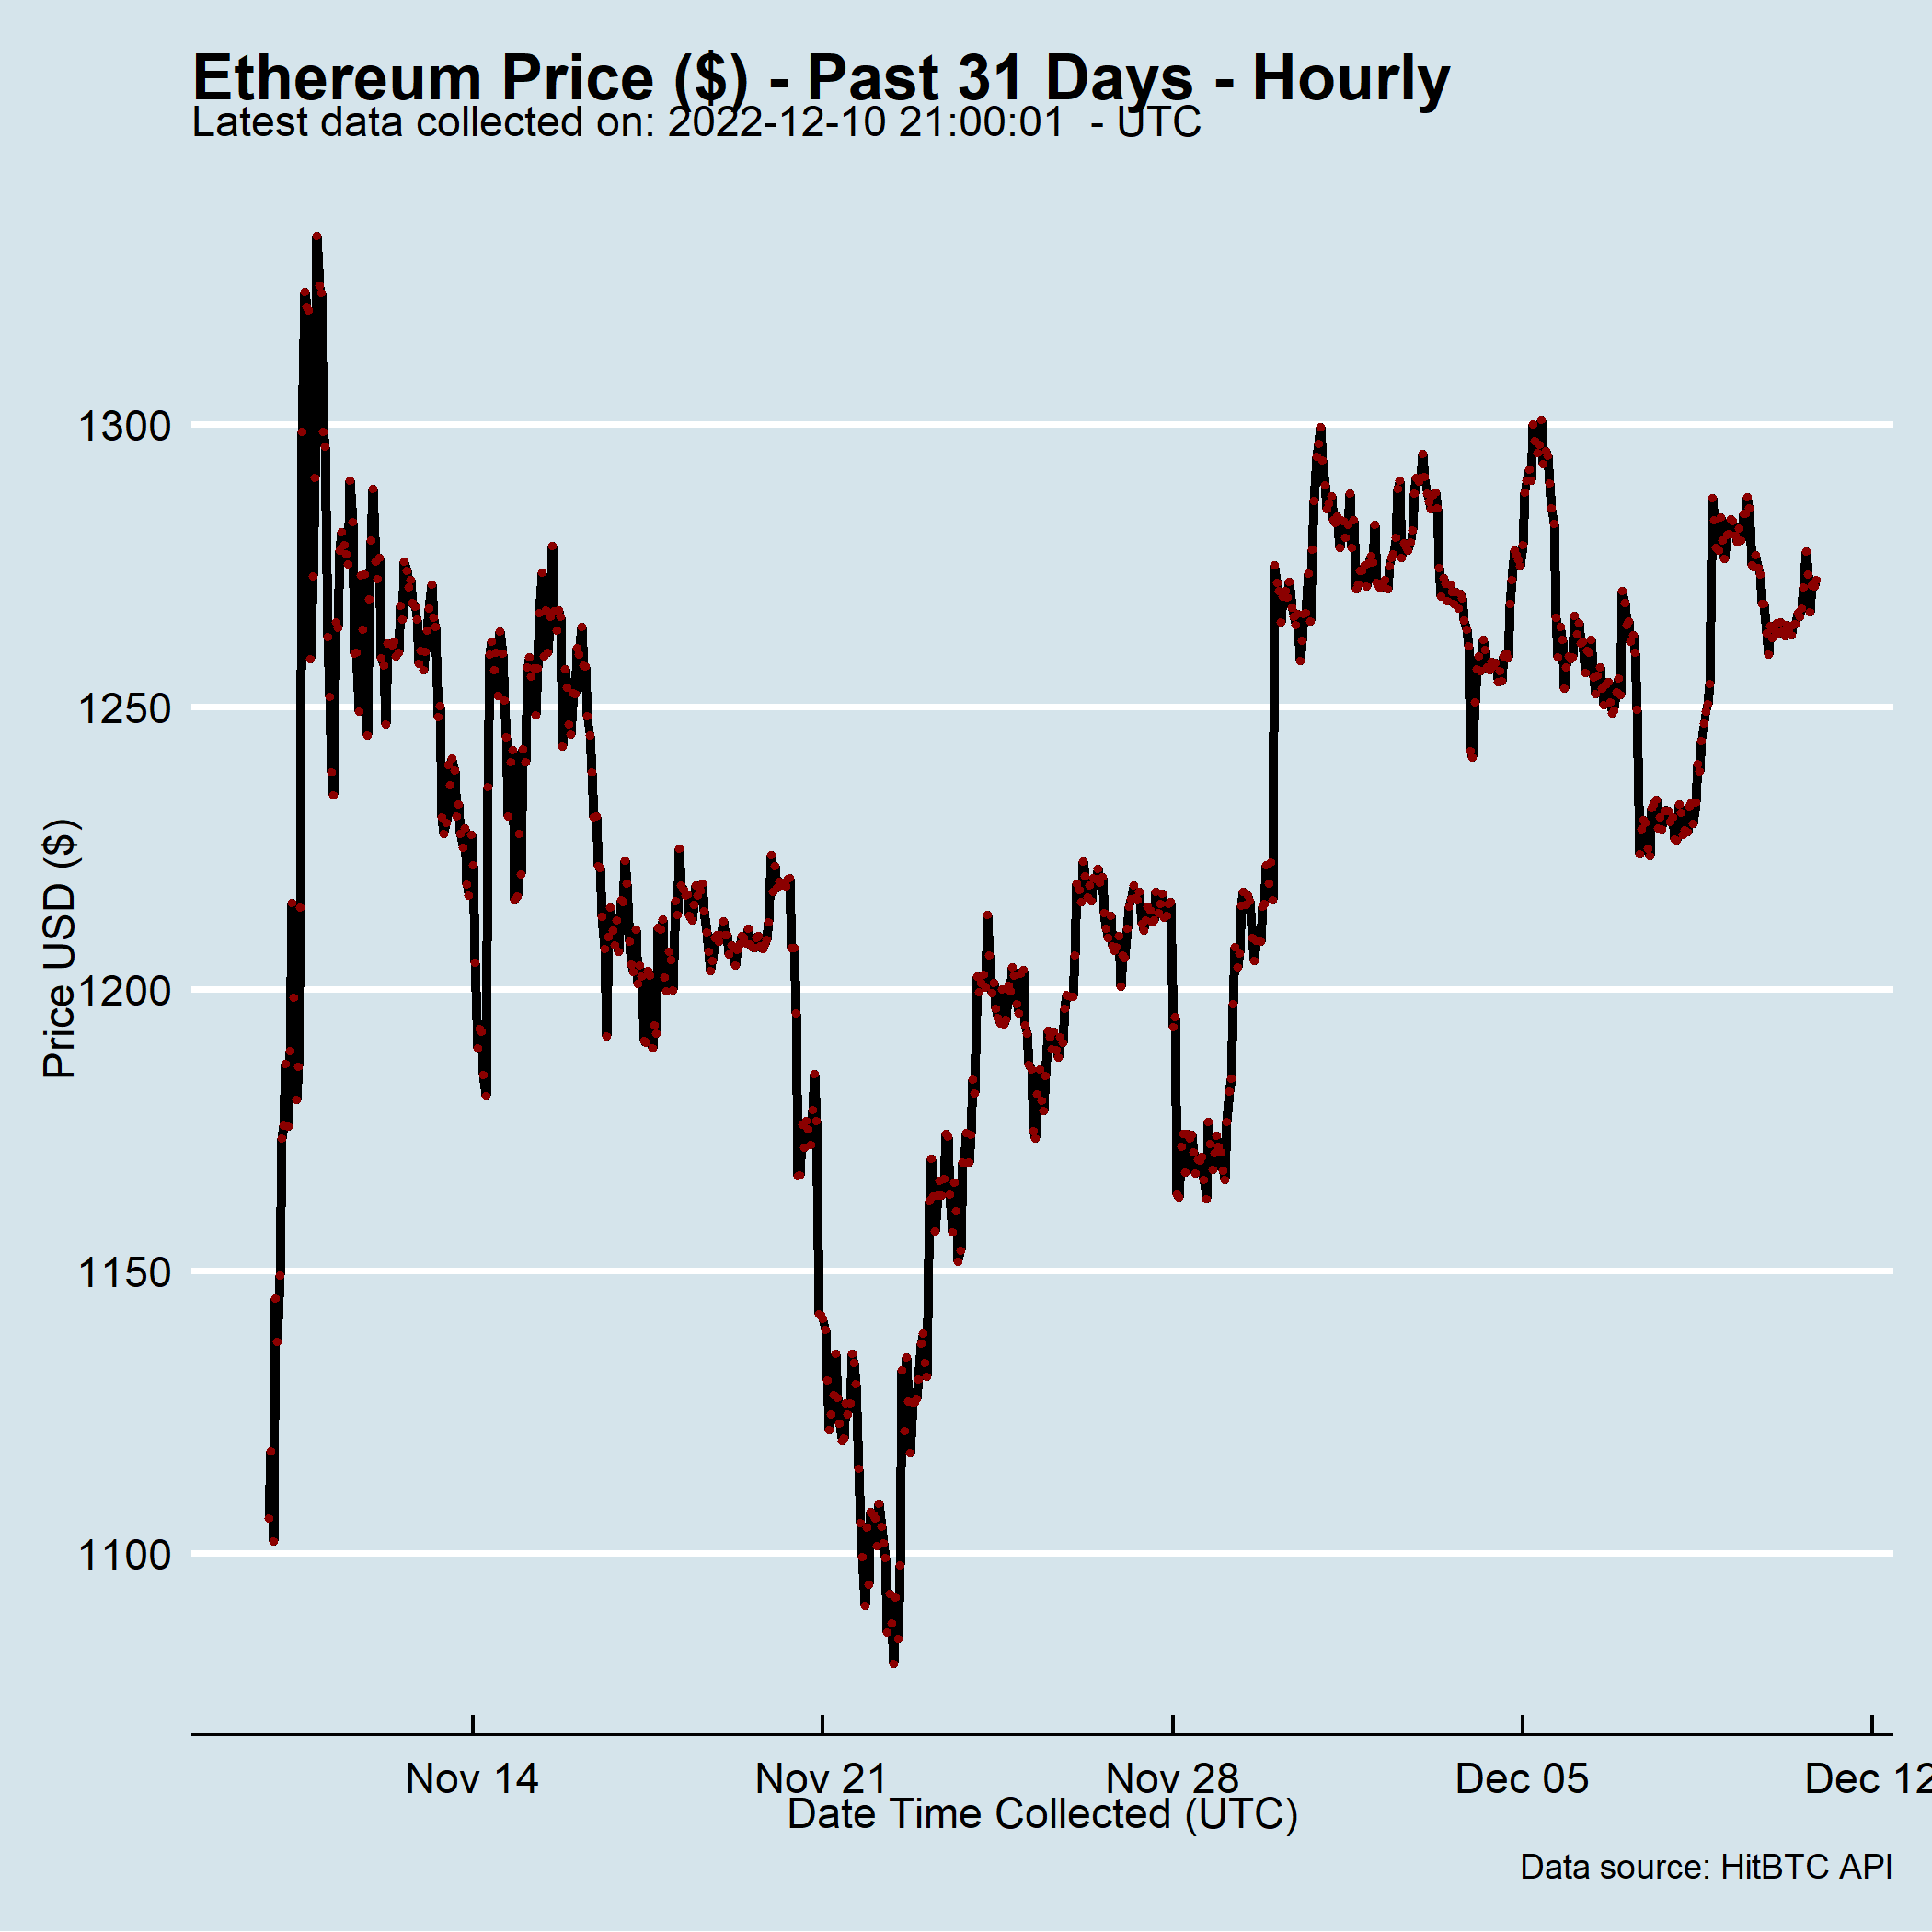 Ethereum Price ($) - Past 31 Days - Hourly
Latest data collected on: 2022-12-10 21:00:01  - UTC
Price USD ($)
1300
1250
1200
1150
1100
Nov 14
Nov 21
Nov 28
Dec 05
Dec 12
Date Time Collected (UTC)
Data source: HitBTC API